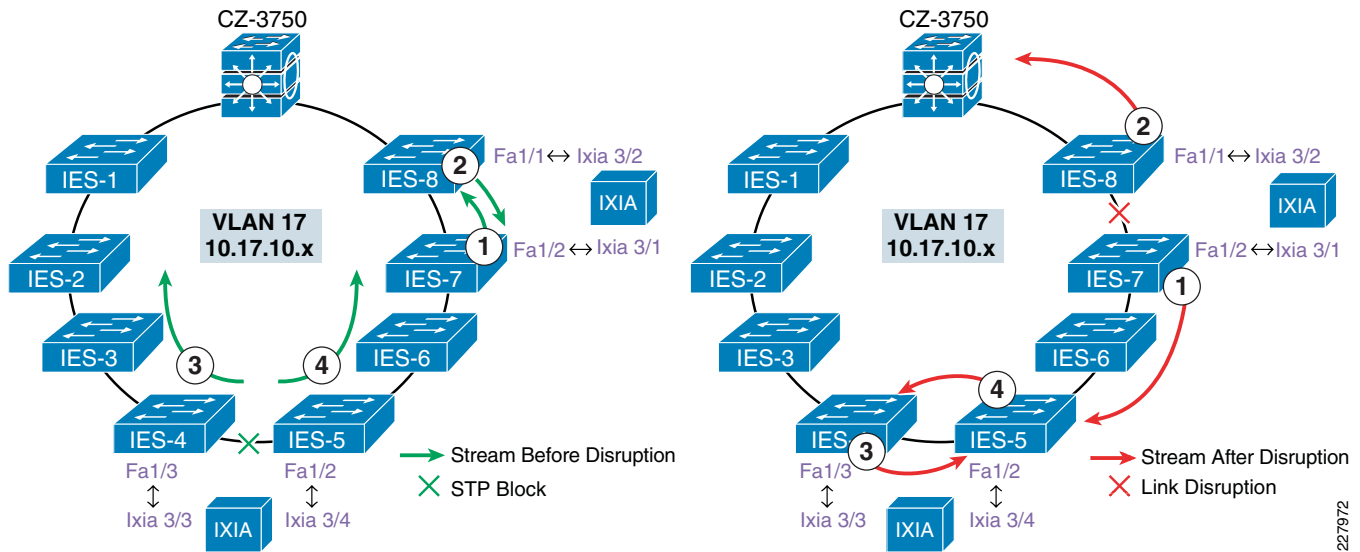 CZ-3750
IES-1
IES-8
2
Fa1/1 ↔ Ixia 3/2
IXIA
VLAN 17
10.17.10.x
1
Fa1/2 ↔ Ixia 3/1
IES-2
IES-7
IES-3
IES-6
3
4
IES-4
IES-5
Fa1/3
Fa1/2
Ixia 3/3
IXIA
Ixia 3/4
Stream Before Disruption
STP Block
CZ-3750
2
IES-1
IES-8
Fa1/1 ↔ Ixia 3/2
IXIA
VLAN 17
10.17.10.x
Fa1/2 ↔ Ixia 3/1
IES-2
IES-7
1
IES-3
IES-6
4
IES
IES-5
3
Fa1/3
Fa1/2
Ixia 3/3
IXIA
Ixia 3/4
Stream After Disruption
Link Disruption
227972